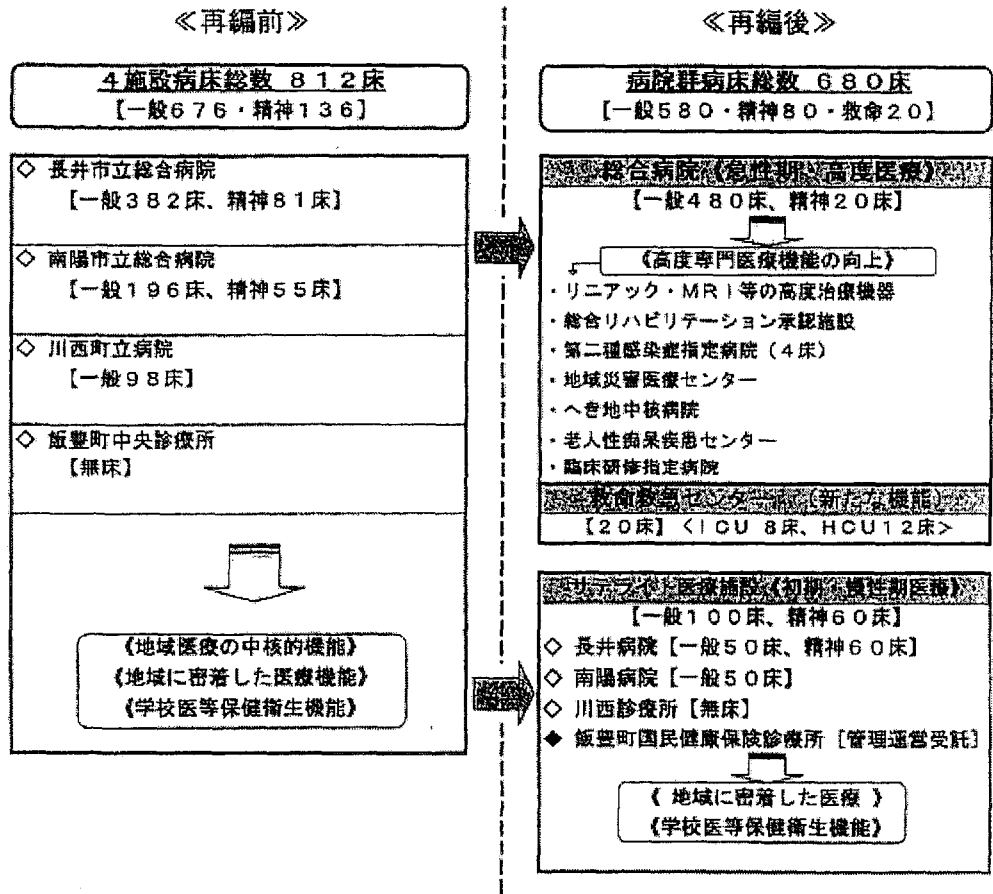 ≪再編前≫
4施設病床総数 812床
【一般676・精神136】
◇ 長井市立総合病院
【一般382床、精神81床】
◇ 南陽市立総合病院
【一般196床、精神55床】
◇ 川西町立病院
【一般98床】
◇ 飯豊町中央診療所
【無床】
《地域医療の中核的機能》
《地域に密着した医療機能》
《学校医等保健衛生機能》
≪再編後≫
病院群病床総数 680床
【一般580・精神80・救命20】
総合病院《急性期、高度医療》
【一般480床、精神20床】
《高度専門医療機能の向上》
・リニアック・MRI等の高度治療機器
・総合リハビリテーション承認施設
・第二種感染症指定病院(4床)
・地域災害医療センター
・へき地中核病院
・老人性痴呆疾患センター
・臨床研修指定病院
救命救急センター (新たな機能)
【20床】<ICU 8床、HCU12床>
サテライト医療施設《初期・慢性期医療》
【一般100床、精神60床】
◇ 長井病院【一般50床、精神60床】
◇ 南陽病院【一般50床】
◇ 川西診療所【無床】
◆ 飯豊町国民健康保険診療所[管理運営受託]
《 地域に密着した医療 》
《学校医等保健衛生機能》